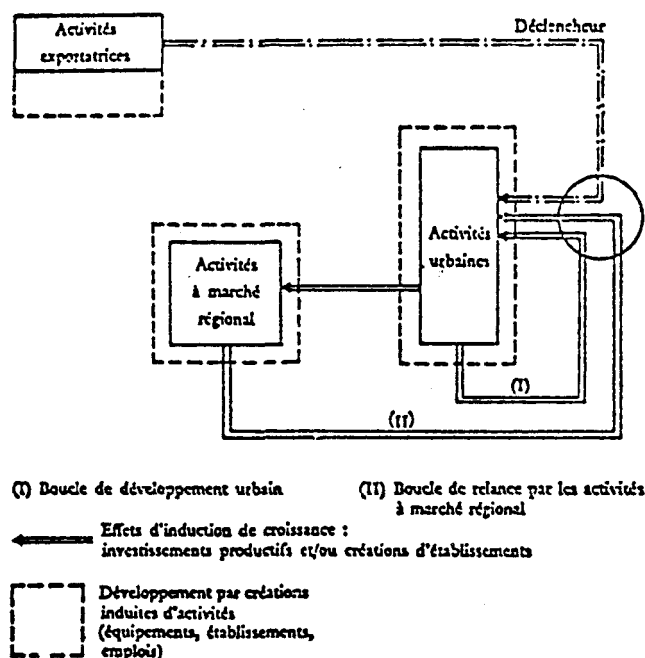 Activités
exportatrices
Déclencheur
Activités
urbaines
Activités
à marché
régional
(I)
(II)
(I) Boucle de développement urbain
(II) Boucle de relance par les activités
à marché régional
Effets d'induction de croissance :
investissements productifs et/ou créations d'établissements
Développement par créations
induites d'activités
(équipements, établissements,
emplois)